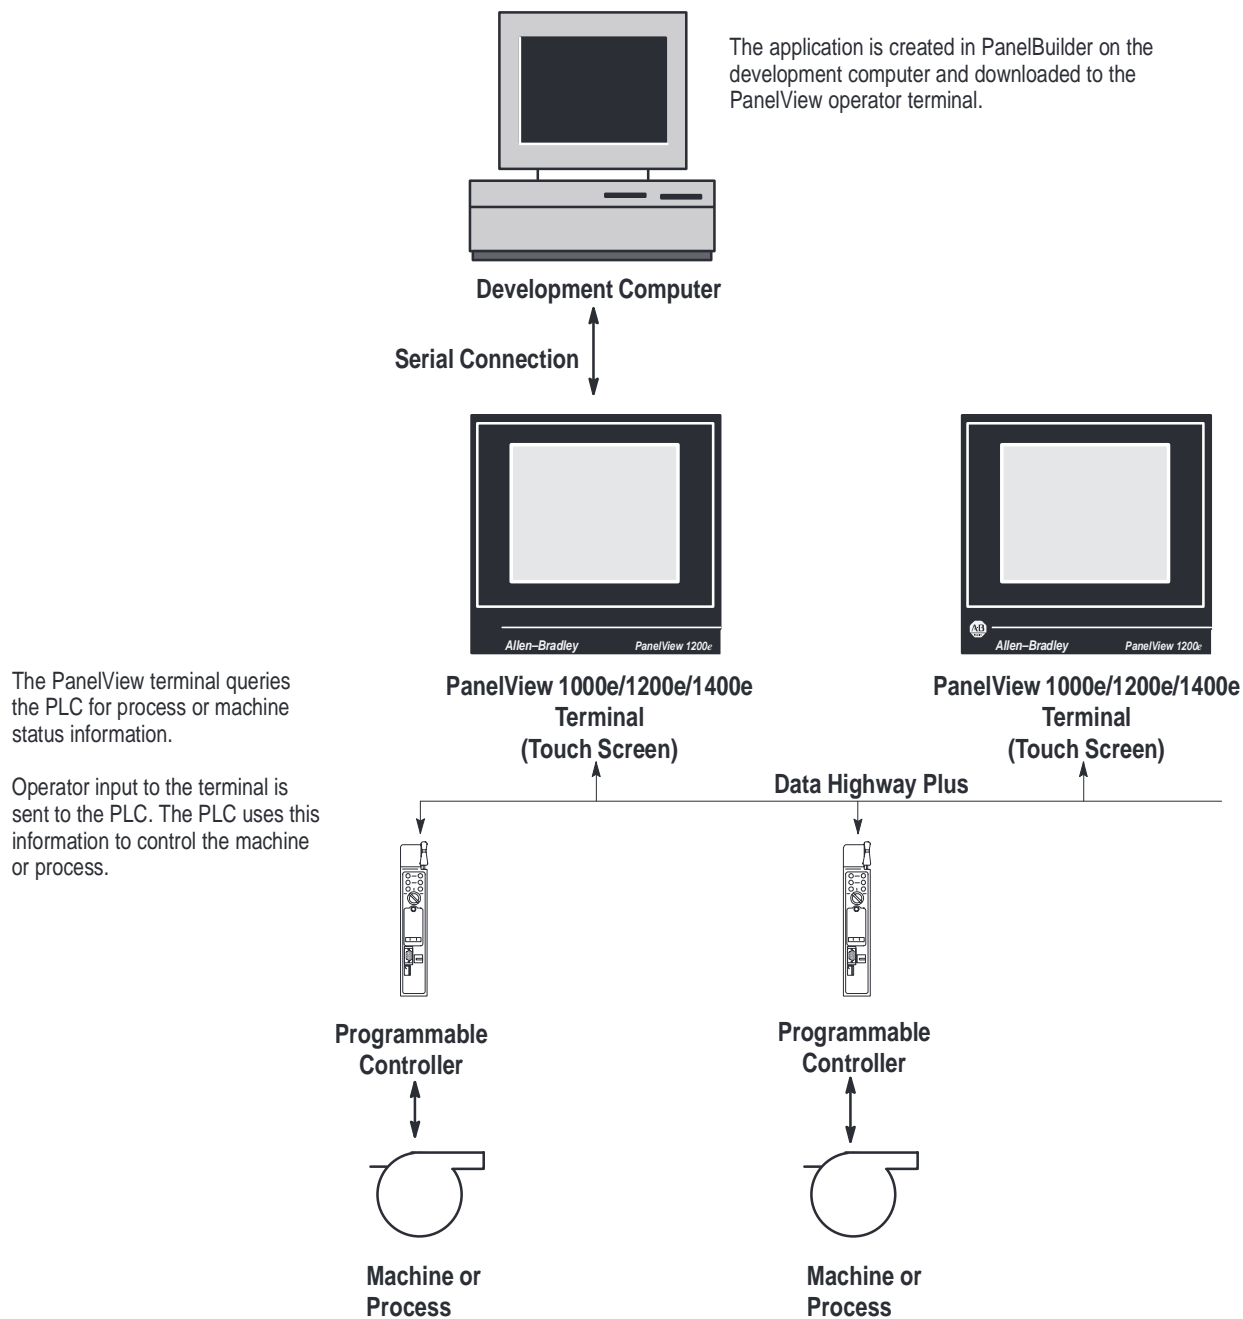 The application is created in PanelBuilder on the
development computer and downloaded to the
PanelView operator terminal.
Development Computer
Serial Connection
Allen–Bradley
PanelView 1200e
A·B
Allen–Bradley
PanelView 1200e
The PanelView terminal queries
the PLC for process or machine
status information.
Operator input to the terminal is
sent to the PLC. The PLC uses this
information to control the machine
or process.
PanelView 1000e/1200e/1400e
Terminal
(Touch Screen)
PanelView 1000e/1200e/1400e
Terminal
(Touch Screen)
Data Highway Plus
Programmable
Controller
Programmable
Controller
Machine or
Process
Machine or
Process